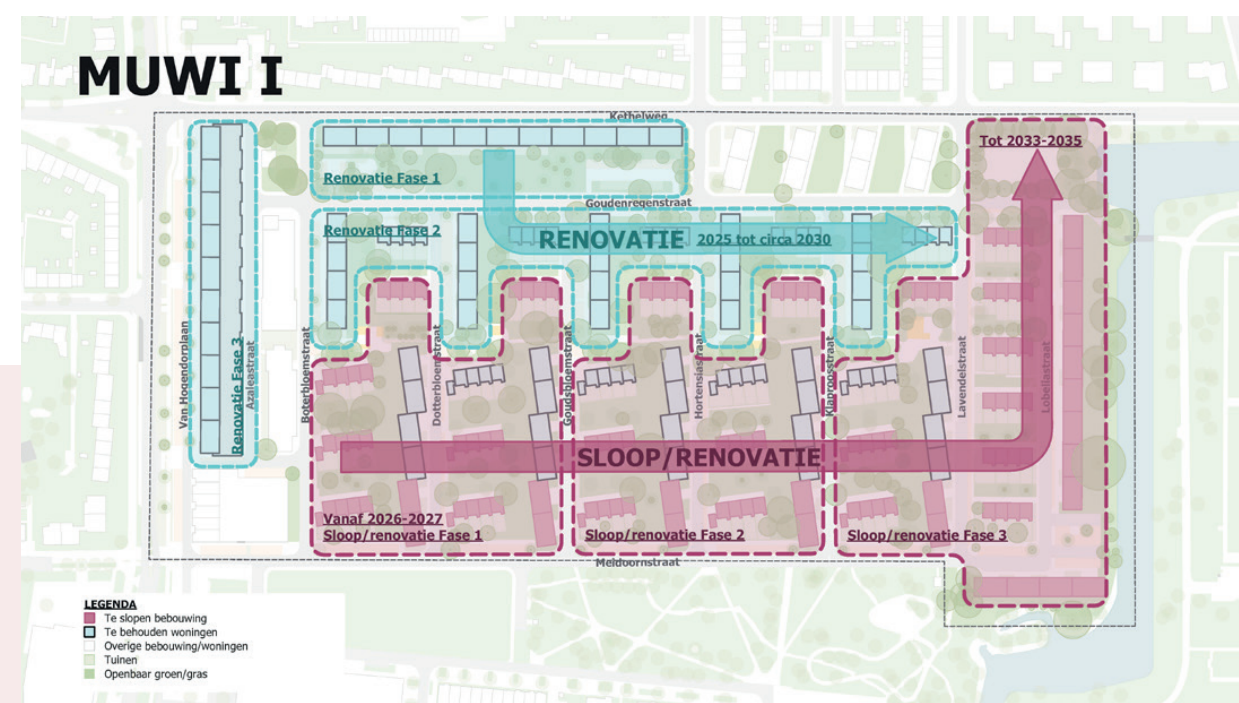 MUWI I
Kethelweg
Tot 2033-2035
Renovatie Fase 1
Goudenregenstraat
Renovatie Fase 2
RENOVATIE 2025 tot circa 2030
Van Hogendorplaan
Renovatie Fase 3
Azaleastraat
Boterbloemstraat
Dotterbloemstraat
Goudsbloemstraat
Hortensiastraat
Klaproosstraat
Lavendelstraat
Lobeliastraat
SLOOP/RENOVATIE
Vanaf 2026-2027
Sloop/renovatie Fase 1
Sloop/renovatie Fase 2
Sloop/renovatie Fase 3
Meidoornstraat
LEGENDA
Te slopen bebouwing
Te behouden woningen
Overige bebouwing/woningen
Tuinen
Openbaar groen/gras